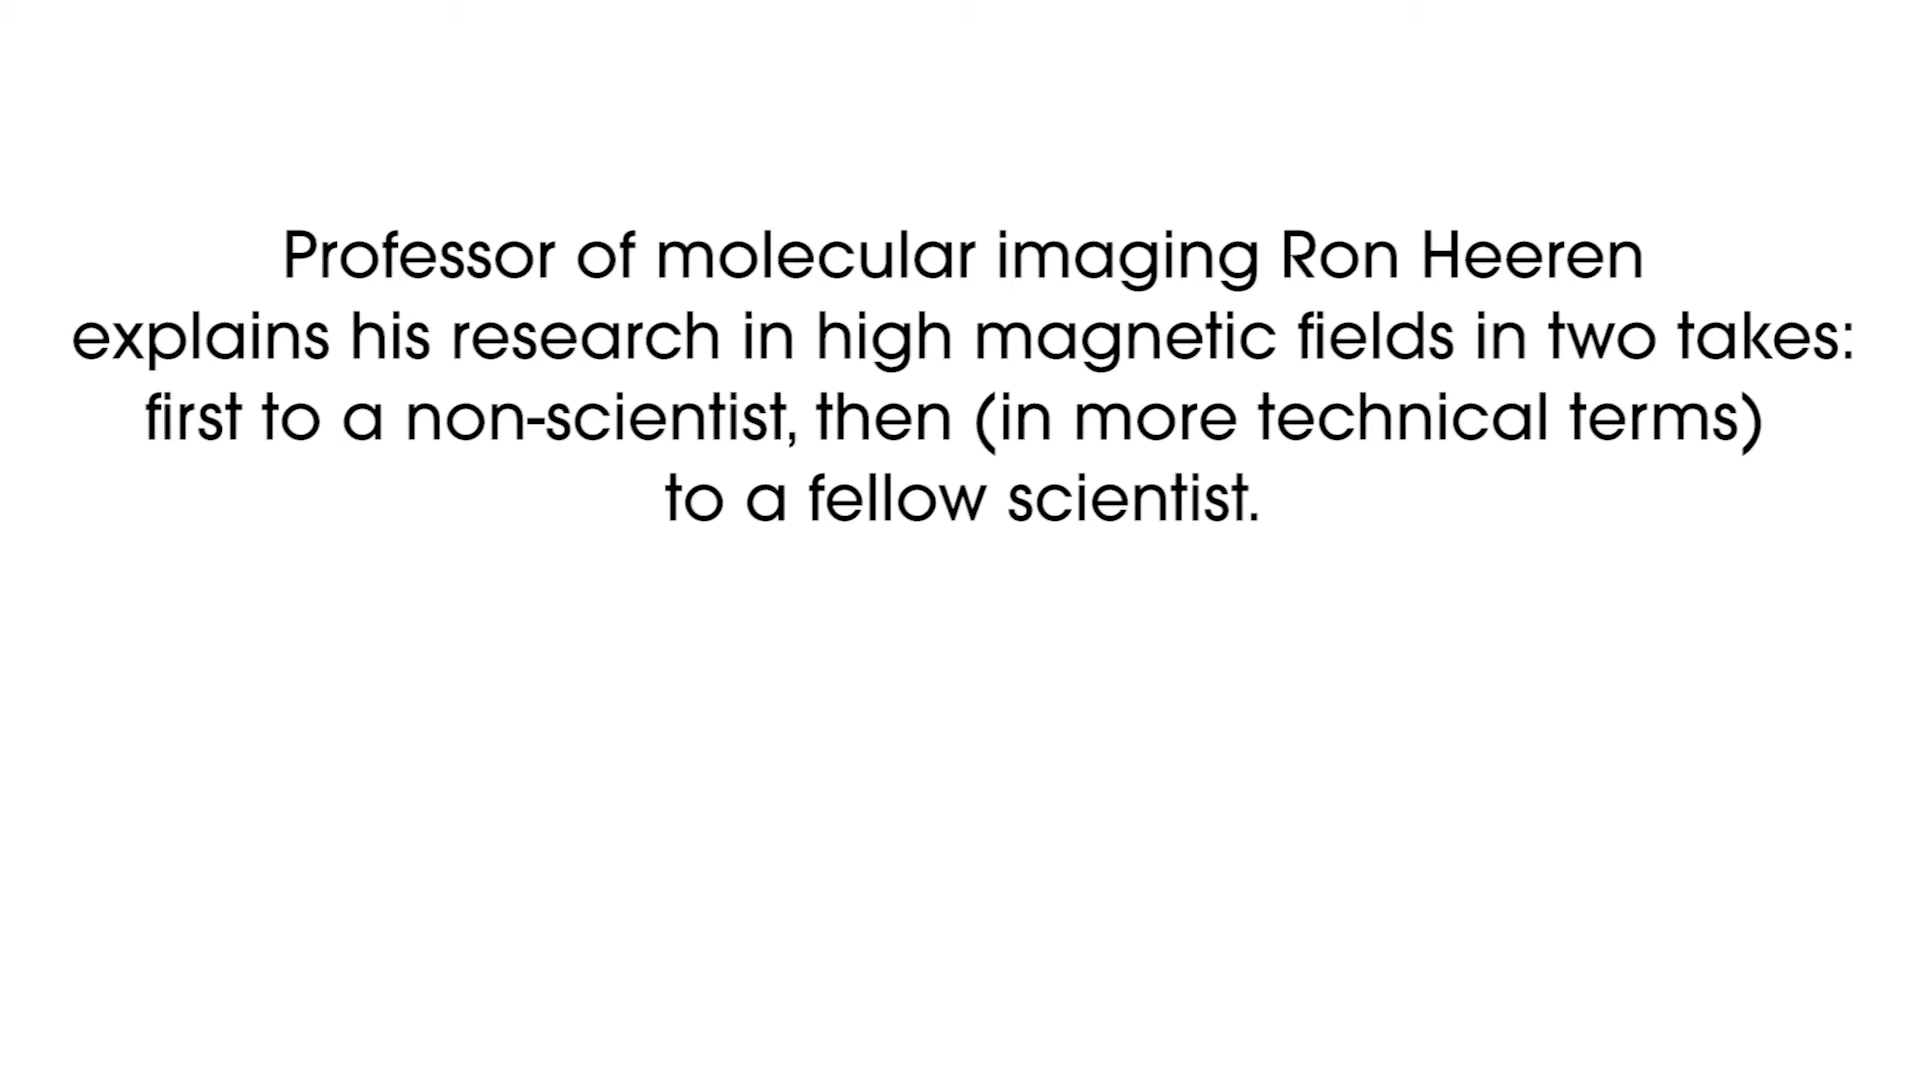 Professor of molecular imaging Ron Heeren
explains his research in high magnetic fields in two takes:
first to a non-scientist, then (in more technical terms)
to a fellow scientist.